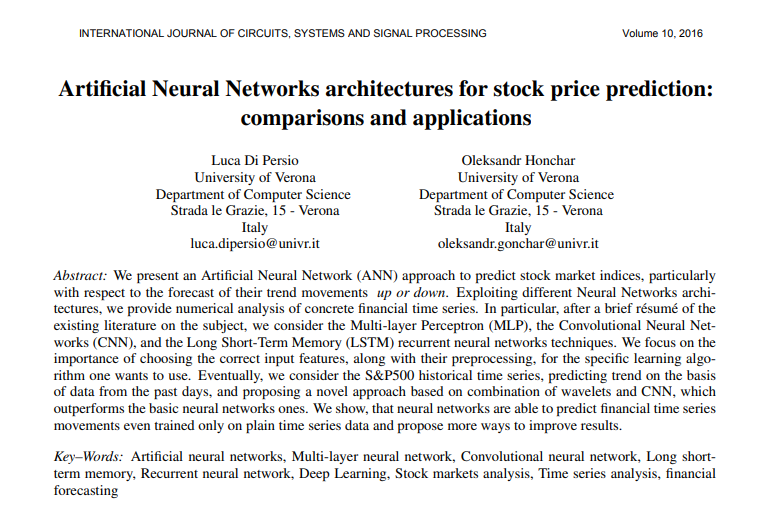 INTERNATIONAL JOURNAL OF CIRCUITS, SYSTEMS AND SIGNAL PROCESSING Volume 10, 2016
Artificial Neural Networks architectures for stock price prediction:
comparisons and applications
Luca Di Persio
University of Verona
Department of Computer Science
Strada le Grazie, 15 - Verona
Italy
luca.dipersio@univr.it
Oleksandr Honchar
University of Verona
Department of Computer Science
Strada le Grazie, 15 - Verona
Italy
oleksandr.gonchar@univr.it
Abstract: We present an Artificial Neural Network (ANN) approach to predict stock market indices, particularly
with respect to the forecast of their trend movements up or down. Exploiting different Neural Networks archi-
tectures, we provide numerical analysis of concrete financial time series. In particular, after a brief résumé of the
existing literature on the subject, we consider the Multi-layer Perceptron (MLP), the Convolutional Neural Net-
works (CNN), and the Long Short-Term Memory (LSTM) recurrent neural networks techniques. We focus on the
importance of choosing the correct input features, along with their preprocessing, for the specific learning algo-
rithm one wants to use. Eventually, we consider the S&P500 historical time series, predicting trend on the basis
of data from the past days, and proposing a novel approach based on combination of wavelets and CNN, which
outperforms the basic neural networks ones. We show, that neural networks are able to predict financial time series
movements even trained only on plain time series data and propose more ways to improve results.
Key–Words: Artificial neural networks, Multi-layer neural network, Convolutional neural network, Long short-
term memory, Recurrent neural network, Deep Learning, Stock markets analysis, Time series analysis, financial
forecasting